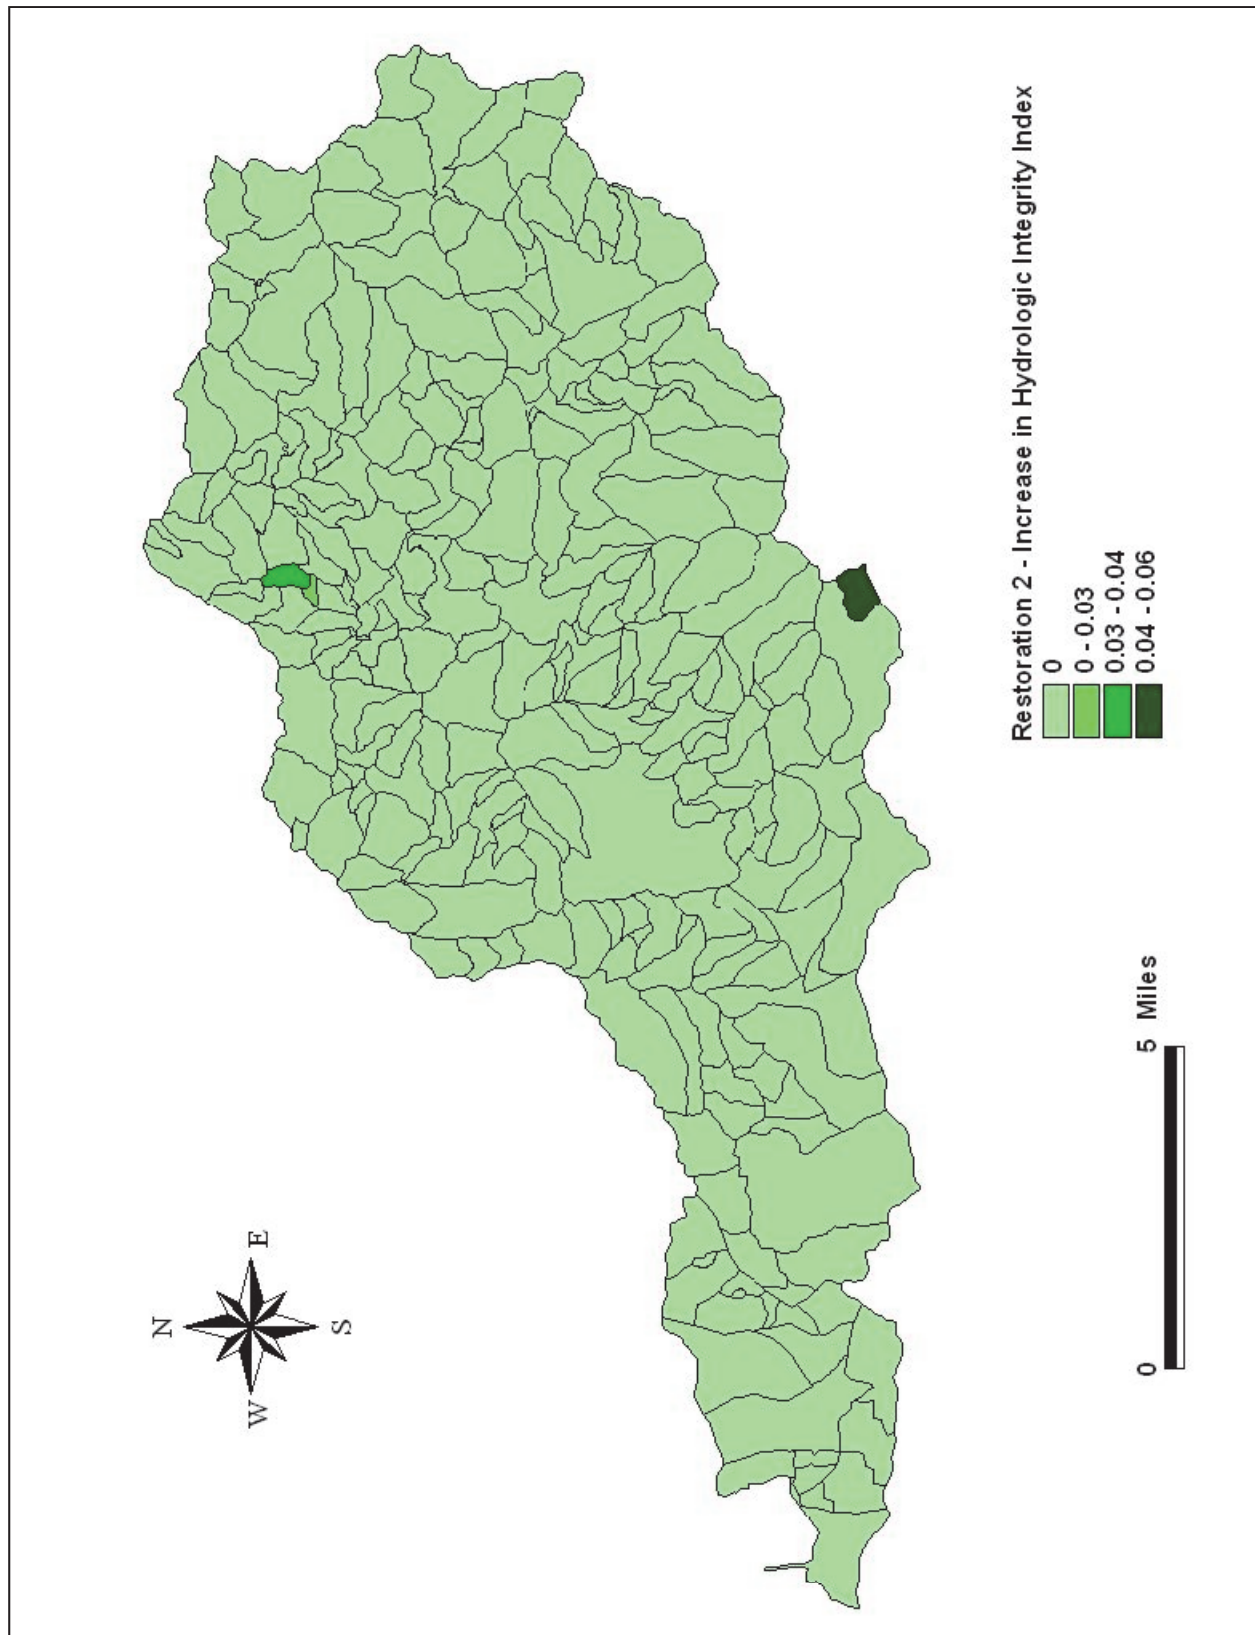 N
W E
S
Restoration 2 - Increase in Hydrologic Integrity Index
0
0 - 0.03
0.03 - 0.04
0.04 - 0.06
0 5 Miles